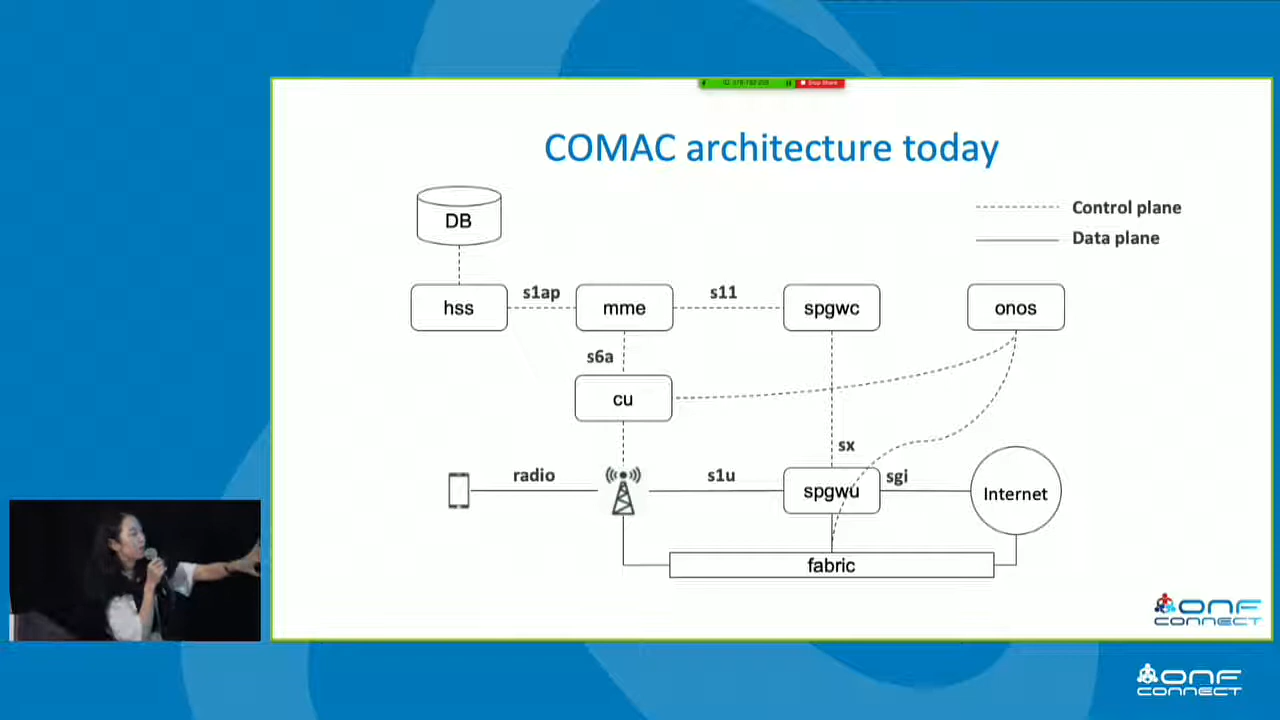 COMAC architecture today
DB
Control plane
Data plane
hss
s1ap
mme
s11
spgwc
onos
s6a
cu
sx
radio
s1u
spgwu
sgi
Internet
fabric
ONF
CONNECT
ONF
CONNECT